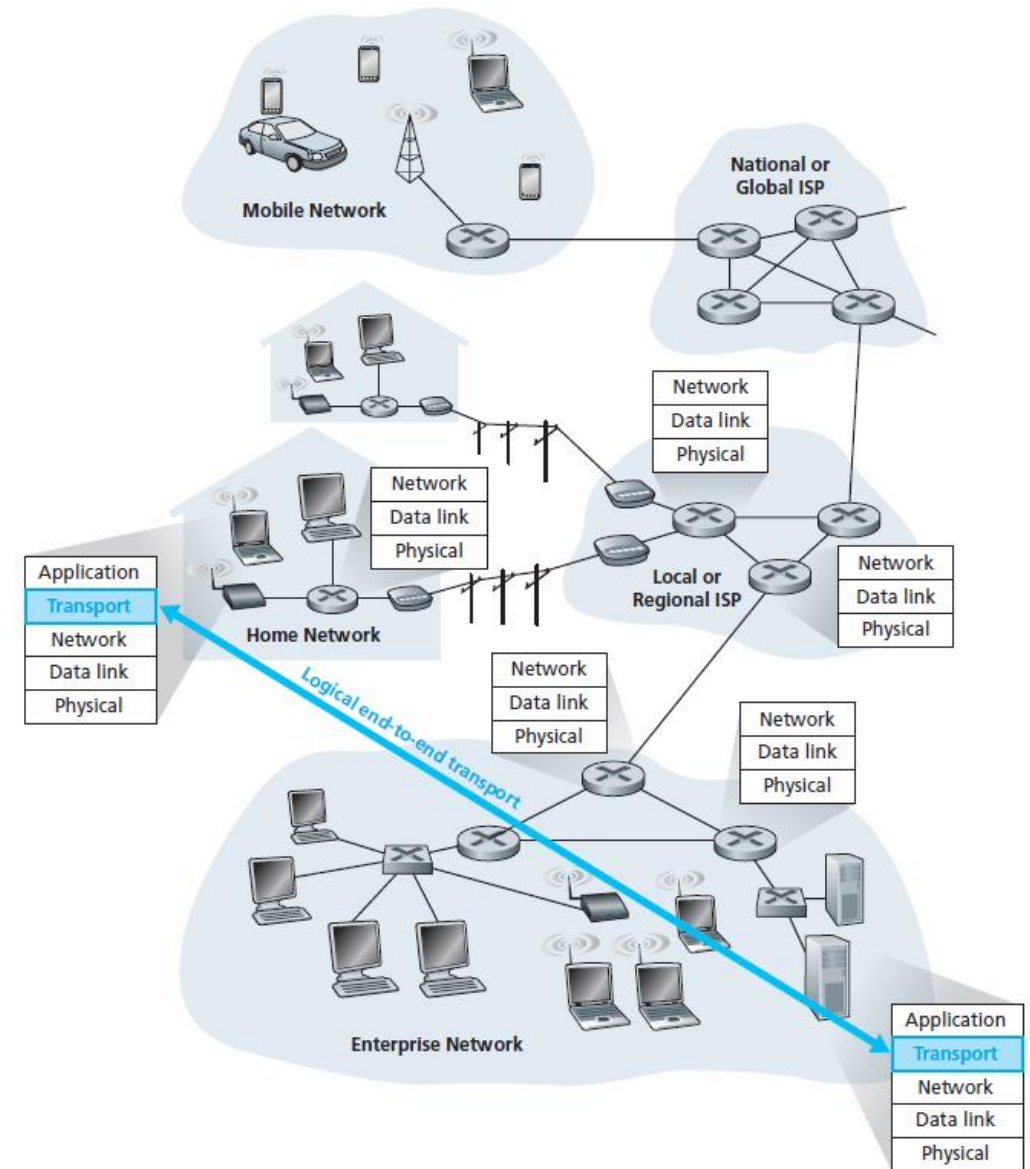 Mobile Network
National or
Global ISP
Network
Data link
Physical
Network
Data link
Physical
Application
Transport
Network
Data link
Physical
Home Network
Local or
Regional ISP
Network
Data link
Physical
Logical end-to-end transport
Network
Data link
Physical
Network
Data link
Physical
Enterprise Network
Application
Transport
Network
Data link
Physical